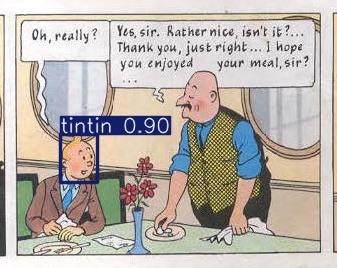 Oh, really?
Yes, sir. Rather nice, isn't it?...
Thank you, just right... I hope
you enjoyed your meal, sir?
...
tintin 0.90